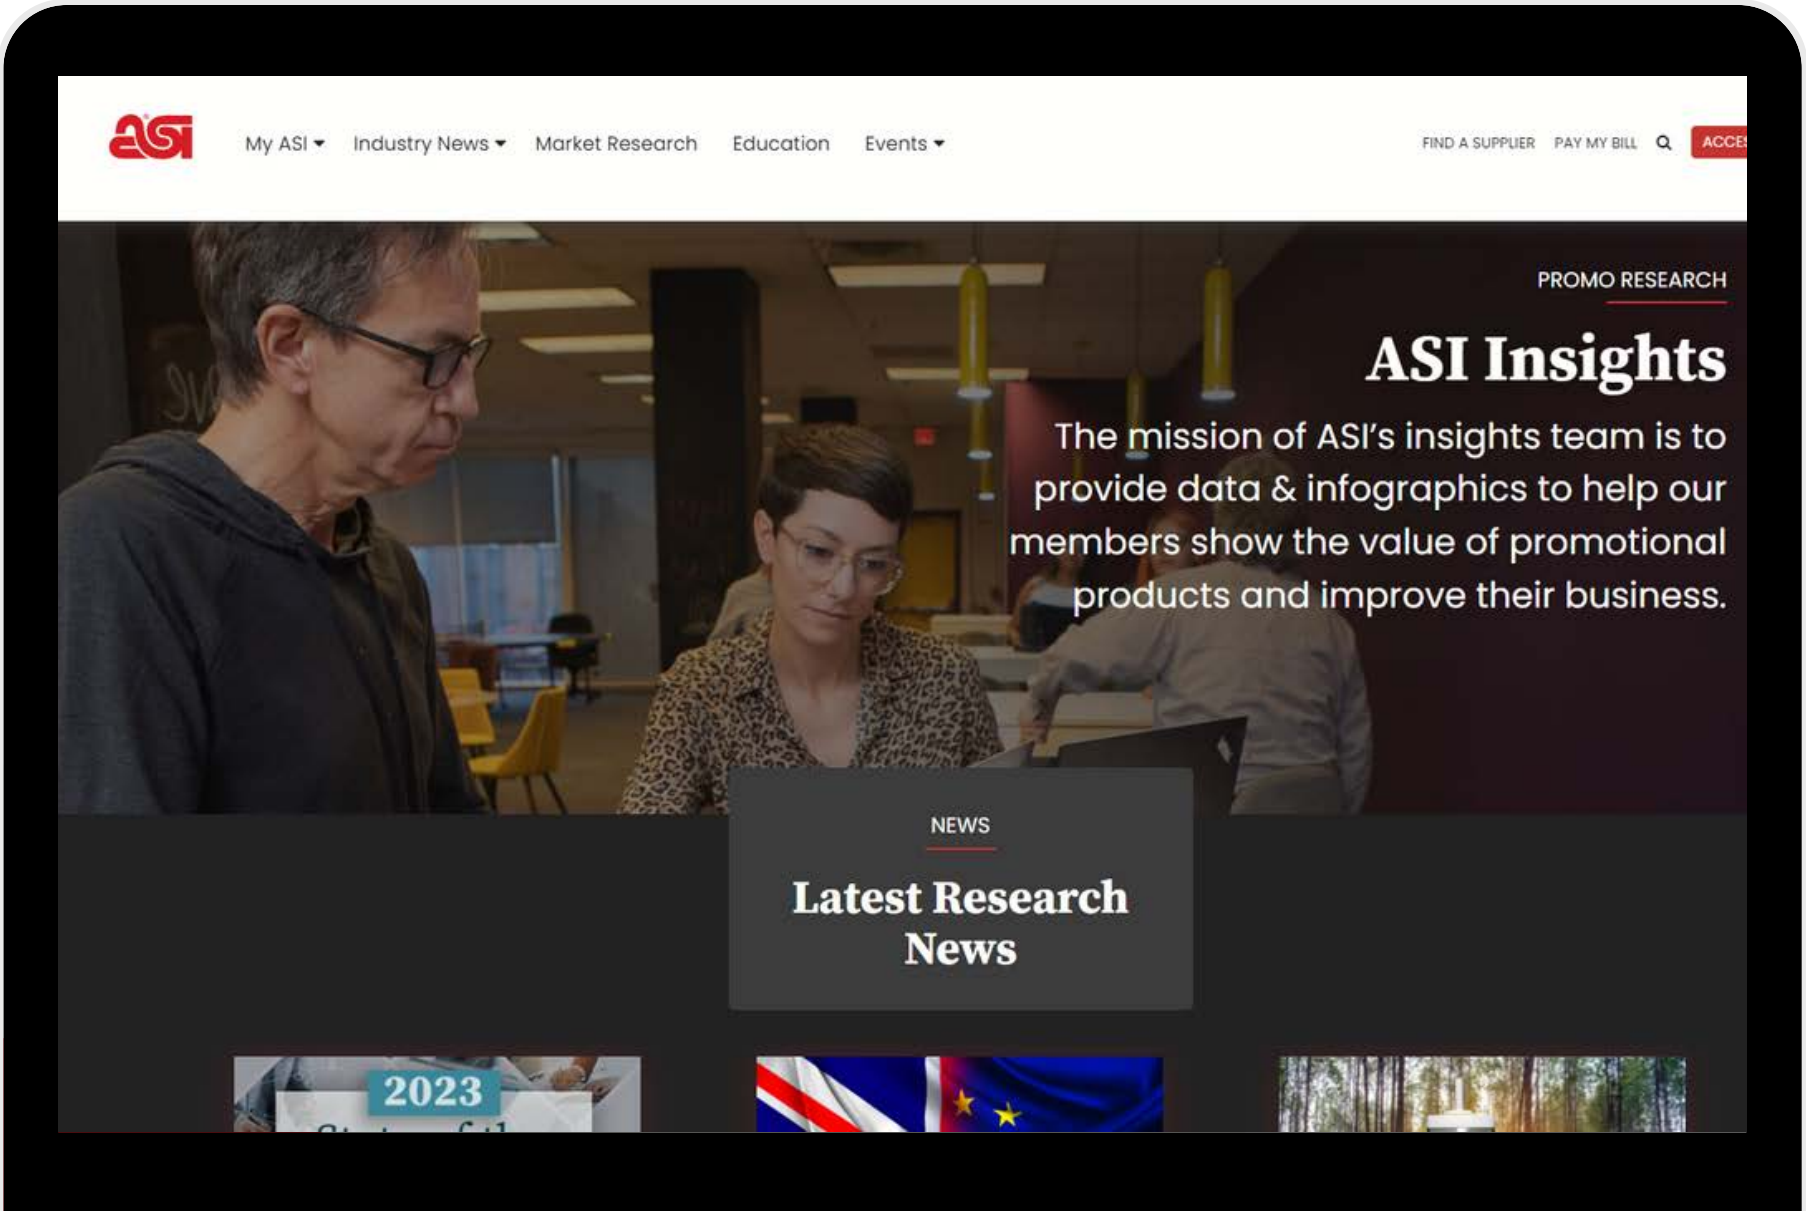 ASI
My ASI
Industry News
Market Research
Education
Events
FIND A SUPPLIER
PAY MY BILL
PROMO RESEARCH
ASI Insights
The mission of ASI's insights team is to
provide data & infographics to help our
members show the value of promotional
products and improve their business.
NEWS
Latest Research
News
2023